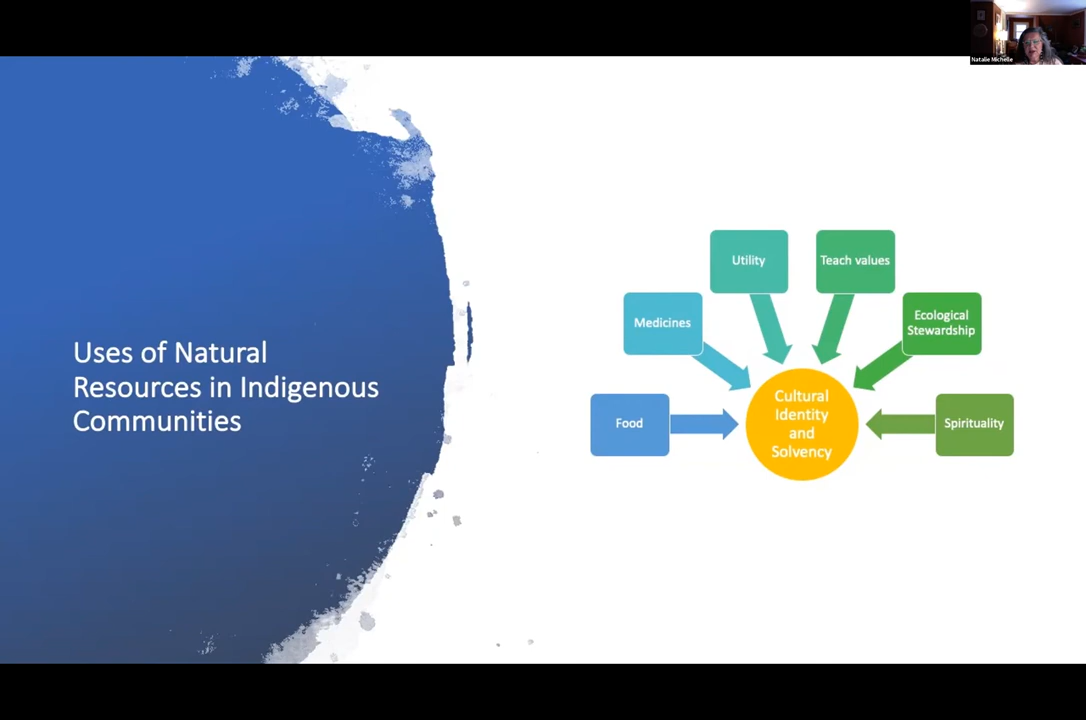 Natalie Michelle
Uses of Natural
Resources in Indigenous
Communities
Utility
Teach values
Medicines
Ecological
Stewardship
Food
Cultural
Identity
and
Solvency
Spirituality